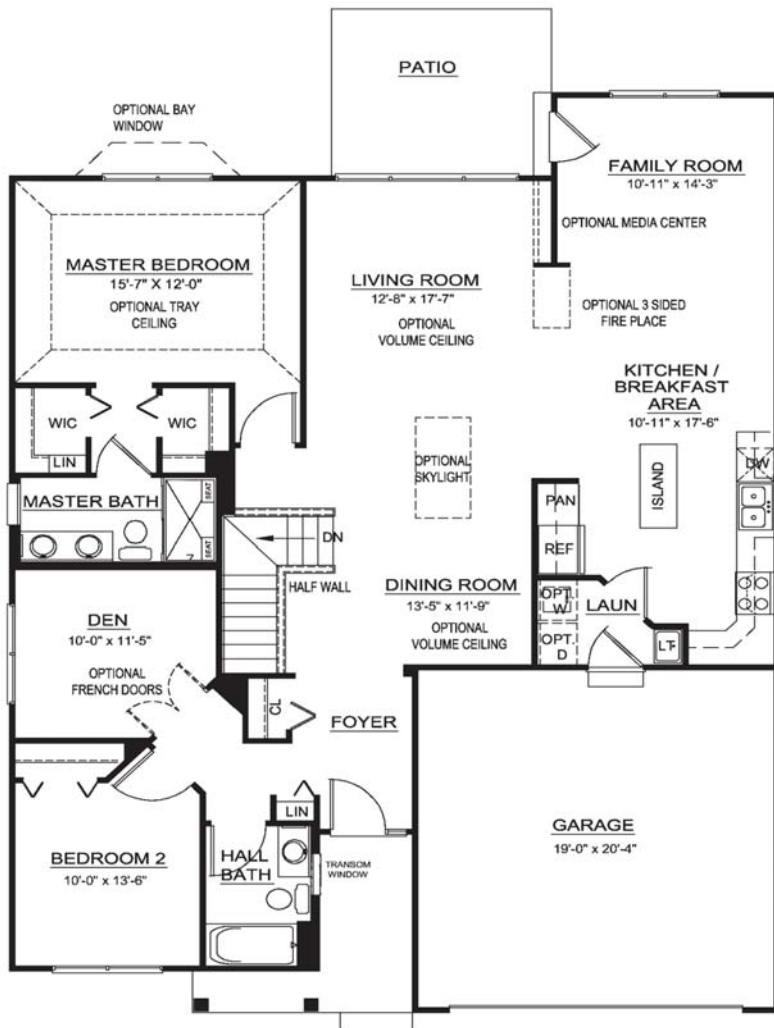 PATIO
OPTIONAL BAY
WINDOW
FAMILY ROOM
10'-11" x 14'-3"
OPTIONAL MEDIA CENTER
MASTER BEDROOM
15'-7" X 12'-0"
OPTIONAL TRAY
CEILING
LIVING ROOM
12'-8" x 17'-7"
OPTIONAL
VOLUME CEILING
OPTIONAL 3 SIDED
FIRE PLACE
KITCHEN /
BREAKFAST
AREA
10'-11" x 17'-6"
WIC
WIC
LIN
OPTIONAL
SKYLIGHT
ISLAND
DW
MASTER BATH
SEAT
SEAT
PAN
REF
DN
HALF WALL
DINING ROOM
13'-5" x 11'-9"
OPTIONAL
VOLUME CEILING
OPT.
W
OPT.
D
LAUN
LT
DEN
10'-0" x 11'-5"
OPTIONAL
FRENCH DOORS
CL
FOYER
LIN
BEDROOM 2
10'-0" x 13'-6"
HALL
BATH
TRANSOM
WINDOW
GARAGE
19'-0" x 20'-4"